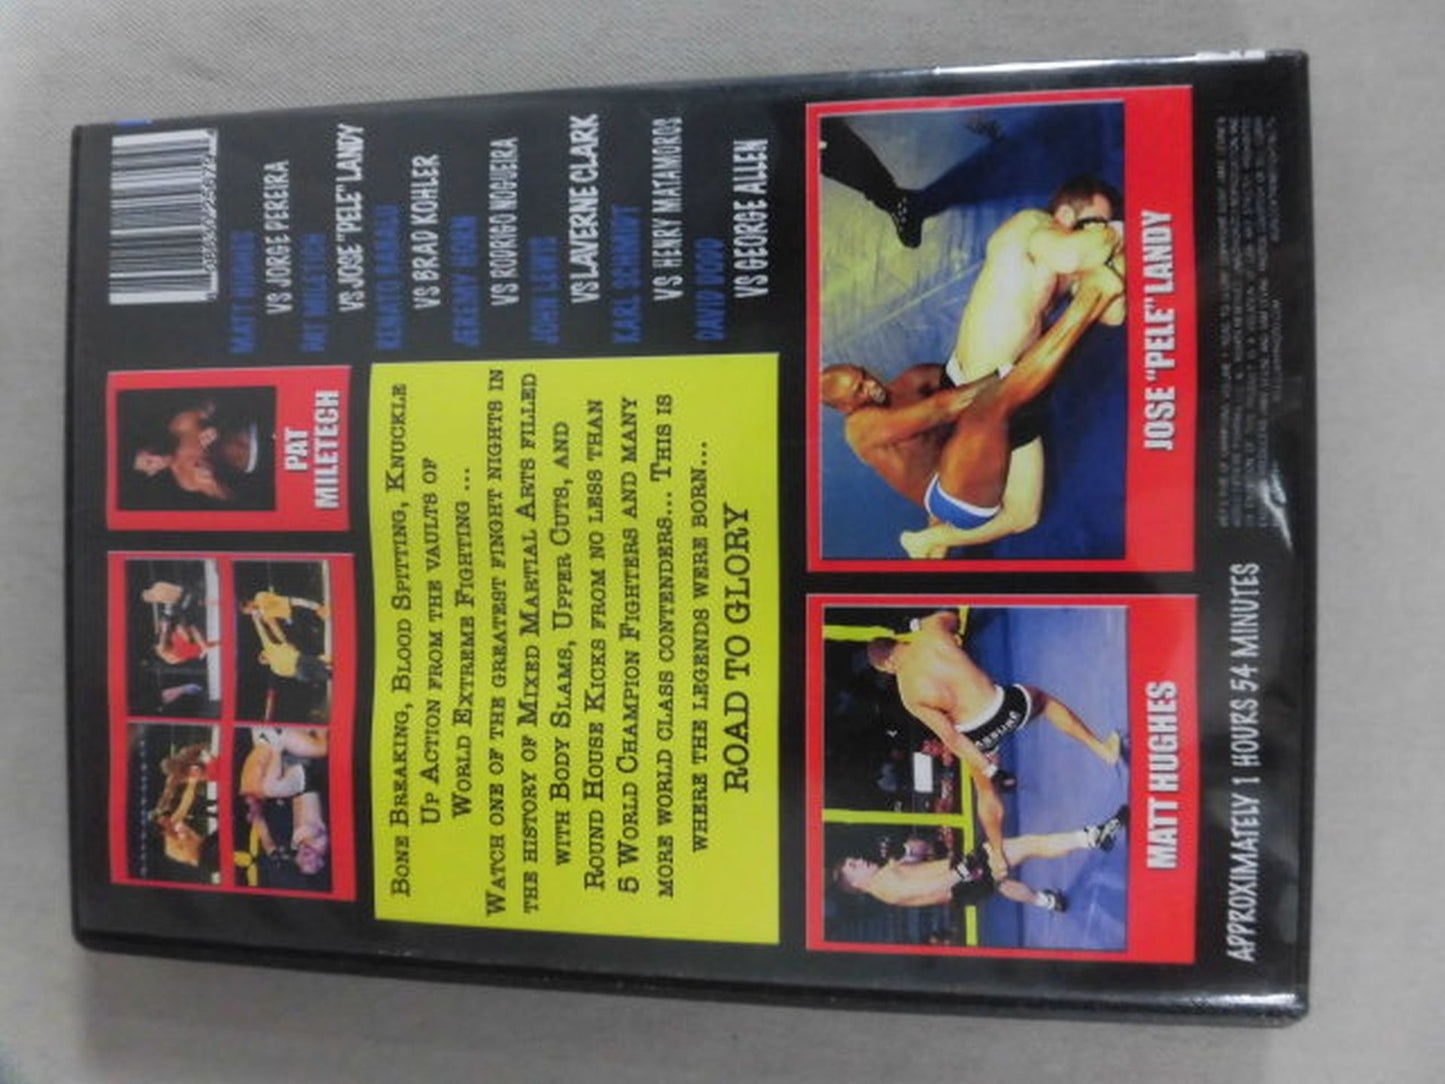 PAT
MILETECH
MATT HUGHES
VS JORGE PEREIRA
PAT MILETECH
VS JOSE "PELE" LANDY
RENATO BABALU
VS BRAD KOHLER
JEREMY HORN
VS RODRIGO NOGUEIRA
JOHN LEWIS
VS LAVERNE CLARK
KARL SCHMIDT
VS HENRY MATAMOROS
DAVID DODD
VS GEORGE ALLEN
BONE BREAKING, BLOOD SPITTING, KNUCKLE
UP ACTION FROM THE VAULTS OF
WORLD EXTREME FIGHTING ...
WATCH ONE OF THE GREATEST FINGHT NIGHTS IN
THE HISTORY OF MIXED MARTIAL ARTS FILLED
WITH BODY SLAMS, UPPER CUTS, AND
ROUND HOUSE KICKS FROM NO LESS THAN
5 WORLD CHAMPION FIGHTERS AND MANY
MORE WORLD CLASS CONTENDERS... THIS IS
WHERE THE LEGENDS WERE BORN...
ROAD TO GLORY
MATT HUGHES
JOSE "PELE" LANDY
APPROXIMATELY 1 HOURS 54 MINUTES